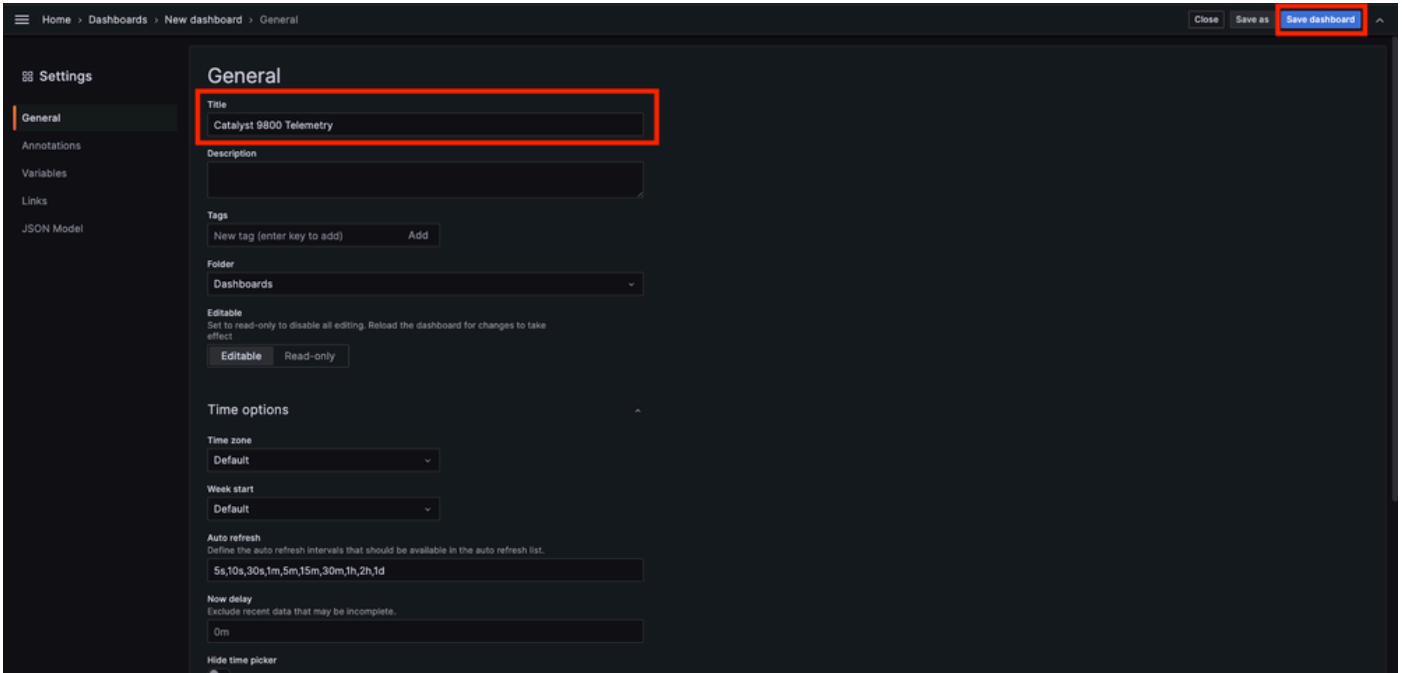 Home › Dashboards › New dashboard › General
Close Save as Save dashboard
Settings
General
Annotations
Variables
Links
JSON Model
General
Title
Catalyst 9800 Telemetry
Description
Tags
New tag (enter key to add) Add
Folder
Dashboards
Editable
Set to read-only to disable all editing. Reload the dashboard for changes to take
effect
Editable Read-only
Time options
Time zone
Default
Week start
Default
Auto refresh
Define the auto refresh intervals that should be available in the auto refresh list.
5s,10s,30s,1m,5m,15m,30m,1h,2h,1d
Now delay
Exclude recent data that may be incomplete.
0m
Hide time picker